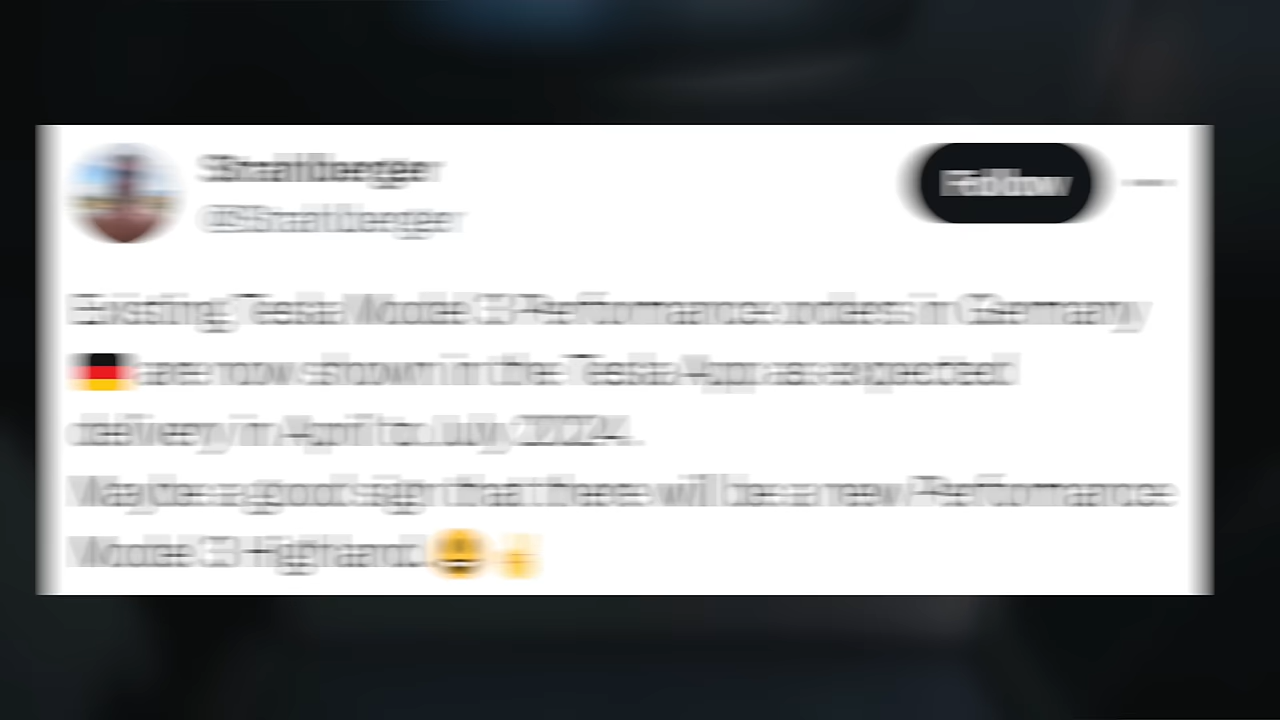 Follow
Existing Tesla Model 3 Performance orders in Germany
🇩🇪 are now shown in the Tesla App as expected
delivery in April to July 2024.
Maybe a good sign that there will be a new Performance
Model 3 Highland.